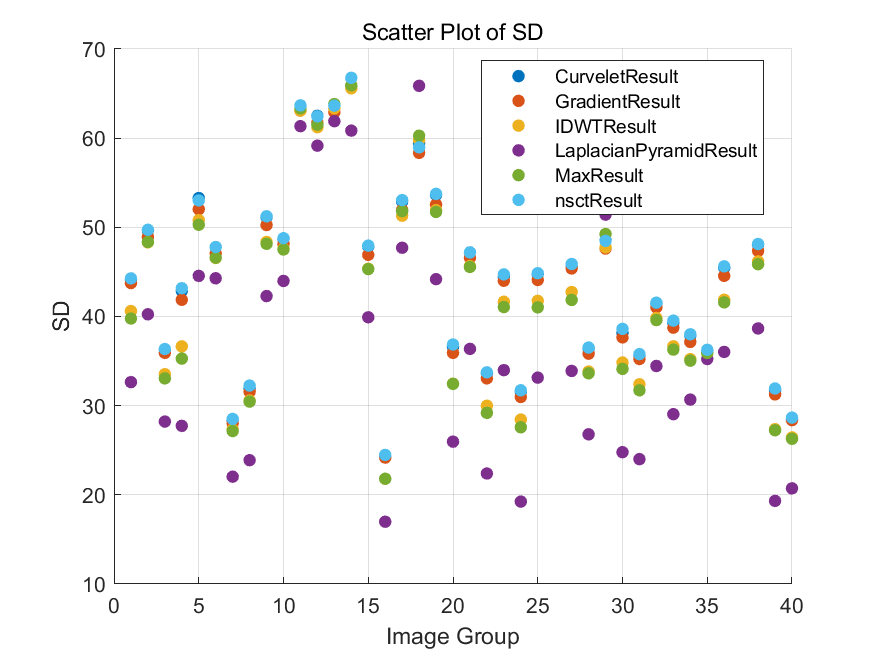 Scatter Plot of SD
70
60
50
40
30
20
10
SD
CurveletResult
GradientResult
IDWTResult
LaplacianPyramidResult
MaxResult
nsctResult
0
5
10
15
20
25
30
35
40
Image Group